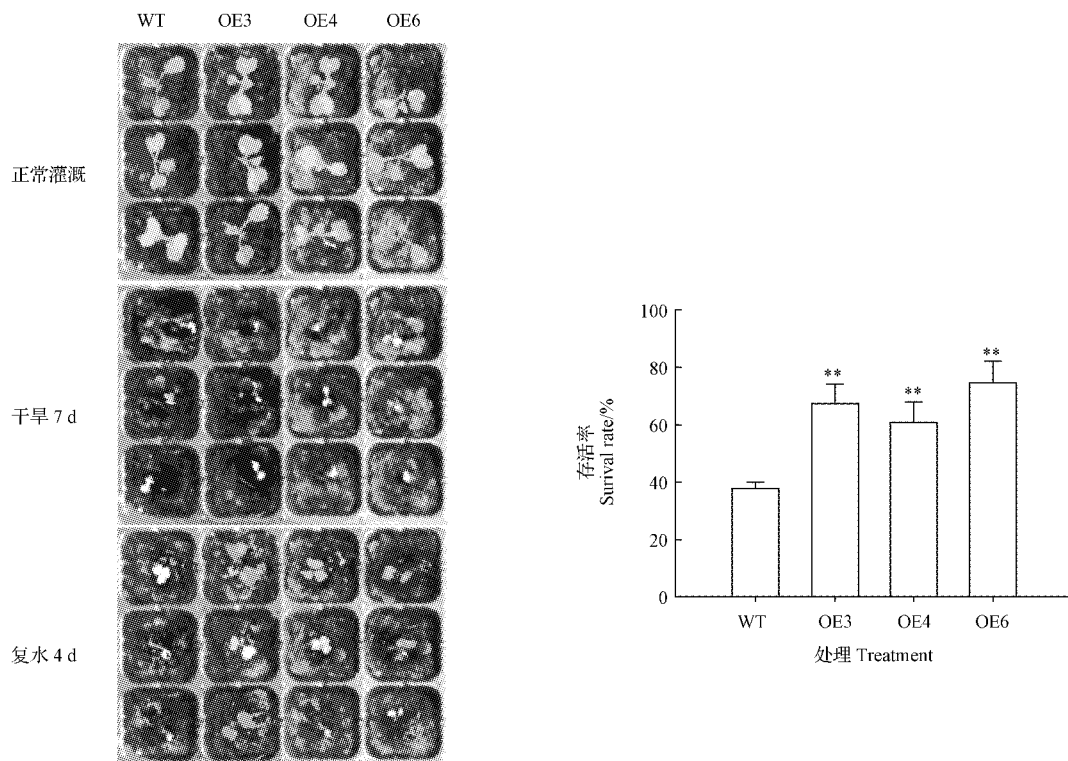 WT OE3 OE4 OE6
正常灌溉
干旱 7 d
复水 4 d
100
80
60
40
20
0
存活率
Surival rate/%
** ** **
WT OE3 OE4 OE6
处理 Treatment